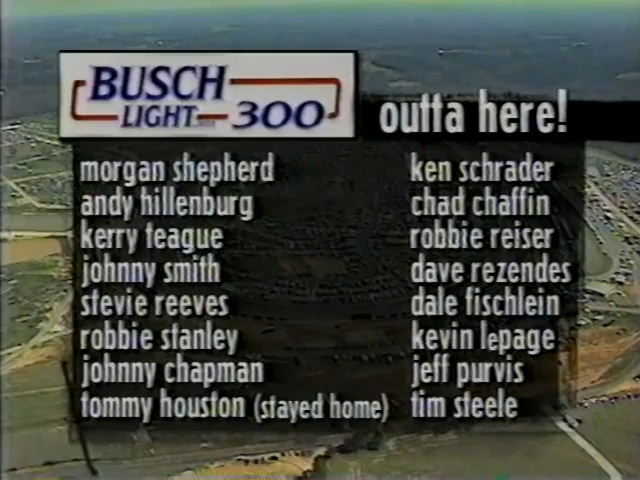 BUSCH
LIGHT 300
outta here!
morgan shepherd
andy hillenburg
kerry teague
johnny smith
stevie reeves
robbie stanley
johnny chapman
tommy houston (stayed home)
ken schrader
chad chaffin
robbie reiser
dave rezendes
dale fischlein
kevin lepage
jeff purvis
tim steele